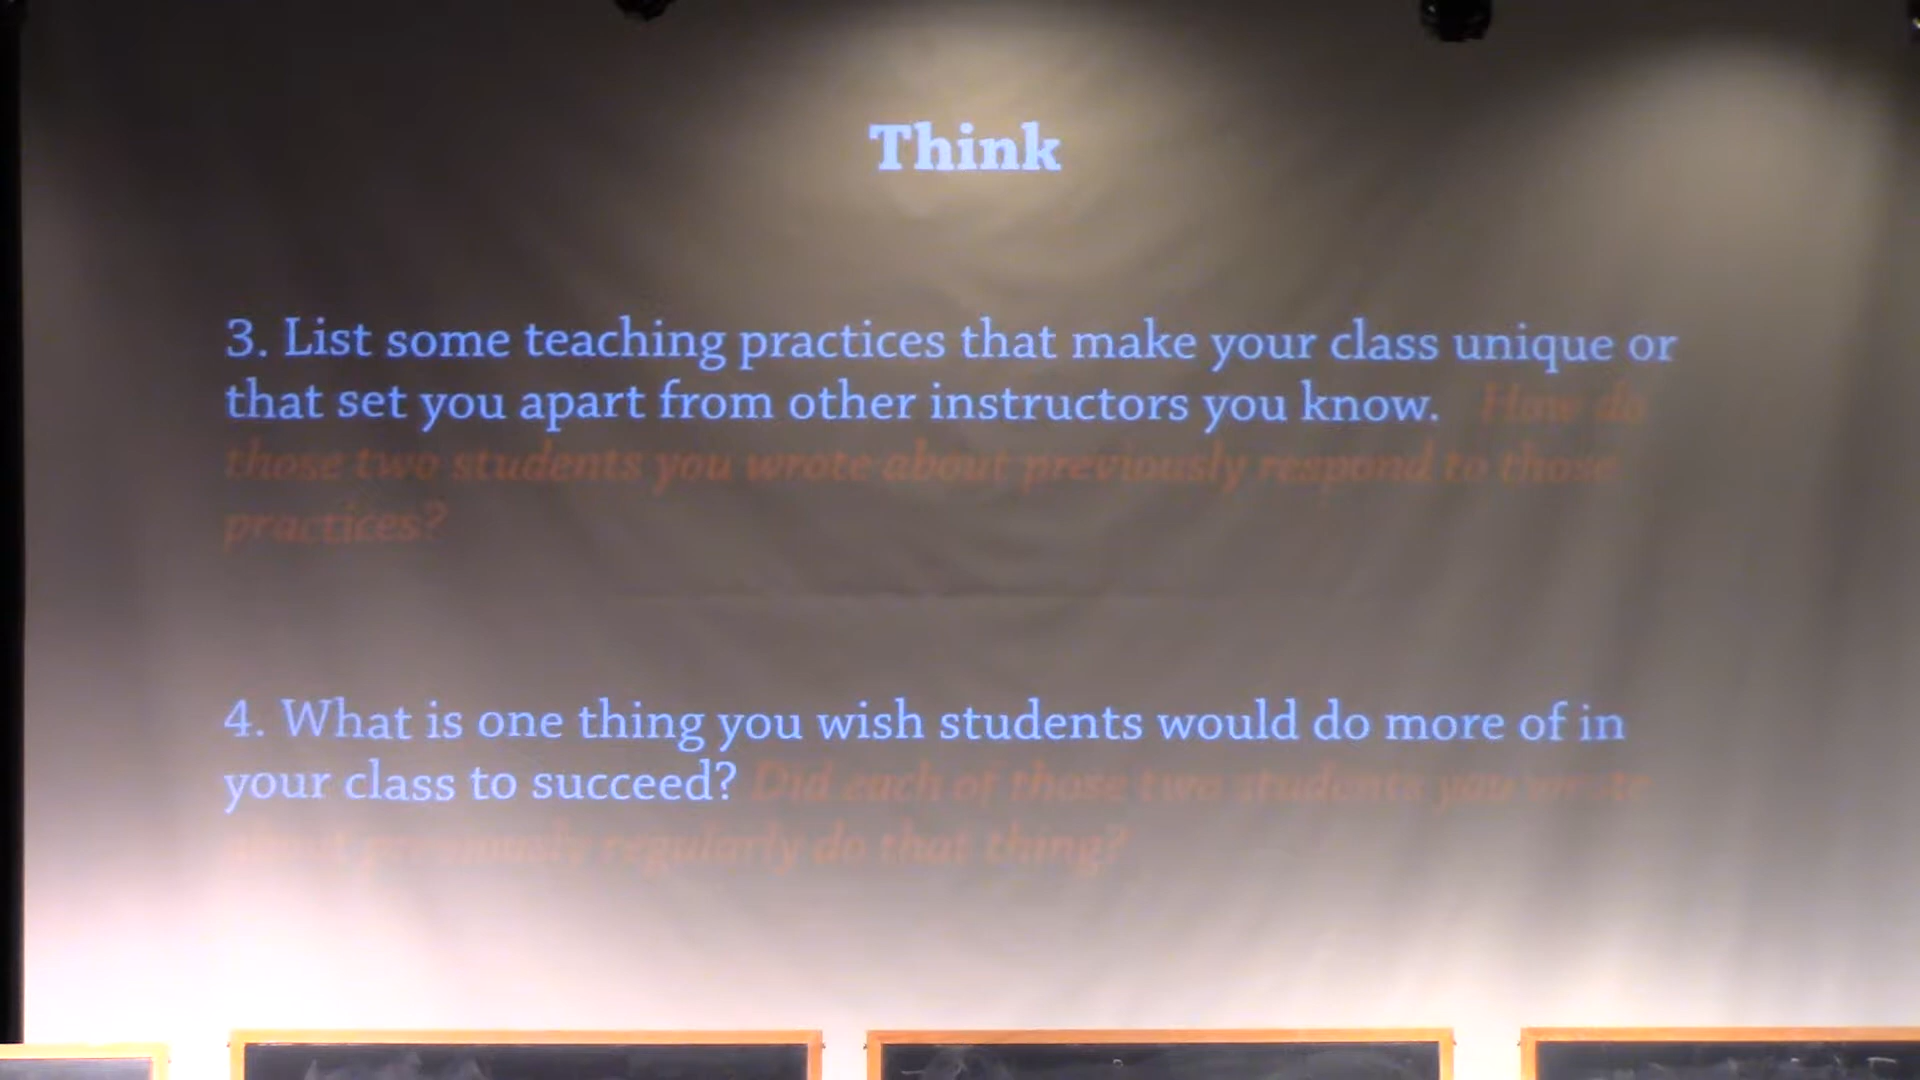 Think
3. List some teaching practices that make your class unique or
that set you apart from other instructors you know. How do
those two students you wrote about previously respond to those
practices?
4. What is one thing you wish students would do more of in
your class to succeed? Did each of those two students you wrote
about previously regularly do that thing?